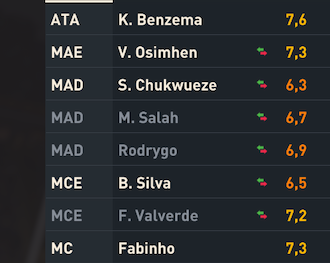 ATA K. Benzema 7,6
MAE V. Osimhen 7,3
MAD S. Chukwueze 6,3
MAD M. Salah 6,7
MAD Rodrygo 6,9
MCE B. Silva 6,5
MCE F. Valverde 7,2
MC Fabinho 7,3